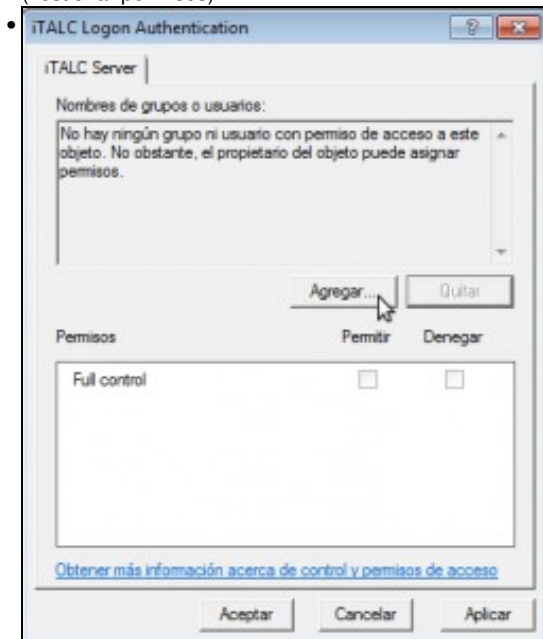 iTALC Logon Authentication
iTALC Server
Nombres de grupos o usuarios:
No hay ningún grupo ni usuario con permiso de acceso a este
objeto. No obstante, el propietario del objeto puede asignar
permisos.
Agregar... Quitar
Permisos Permitir Denegar
Full control
Obtener más información acerca de control y permisos de acceso
Aceptar Cancelar Aplicar